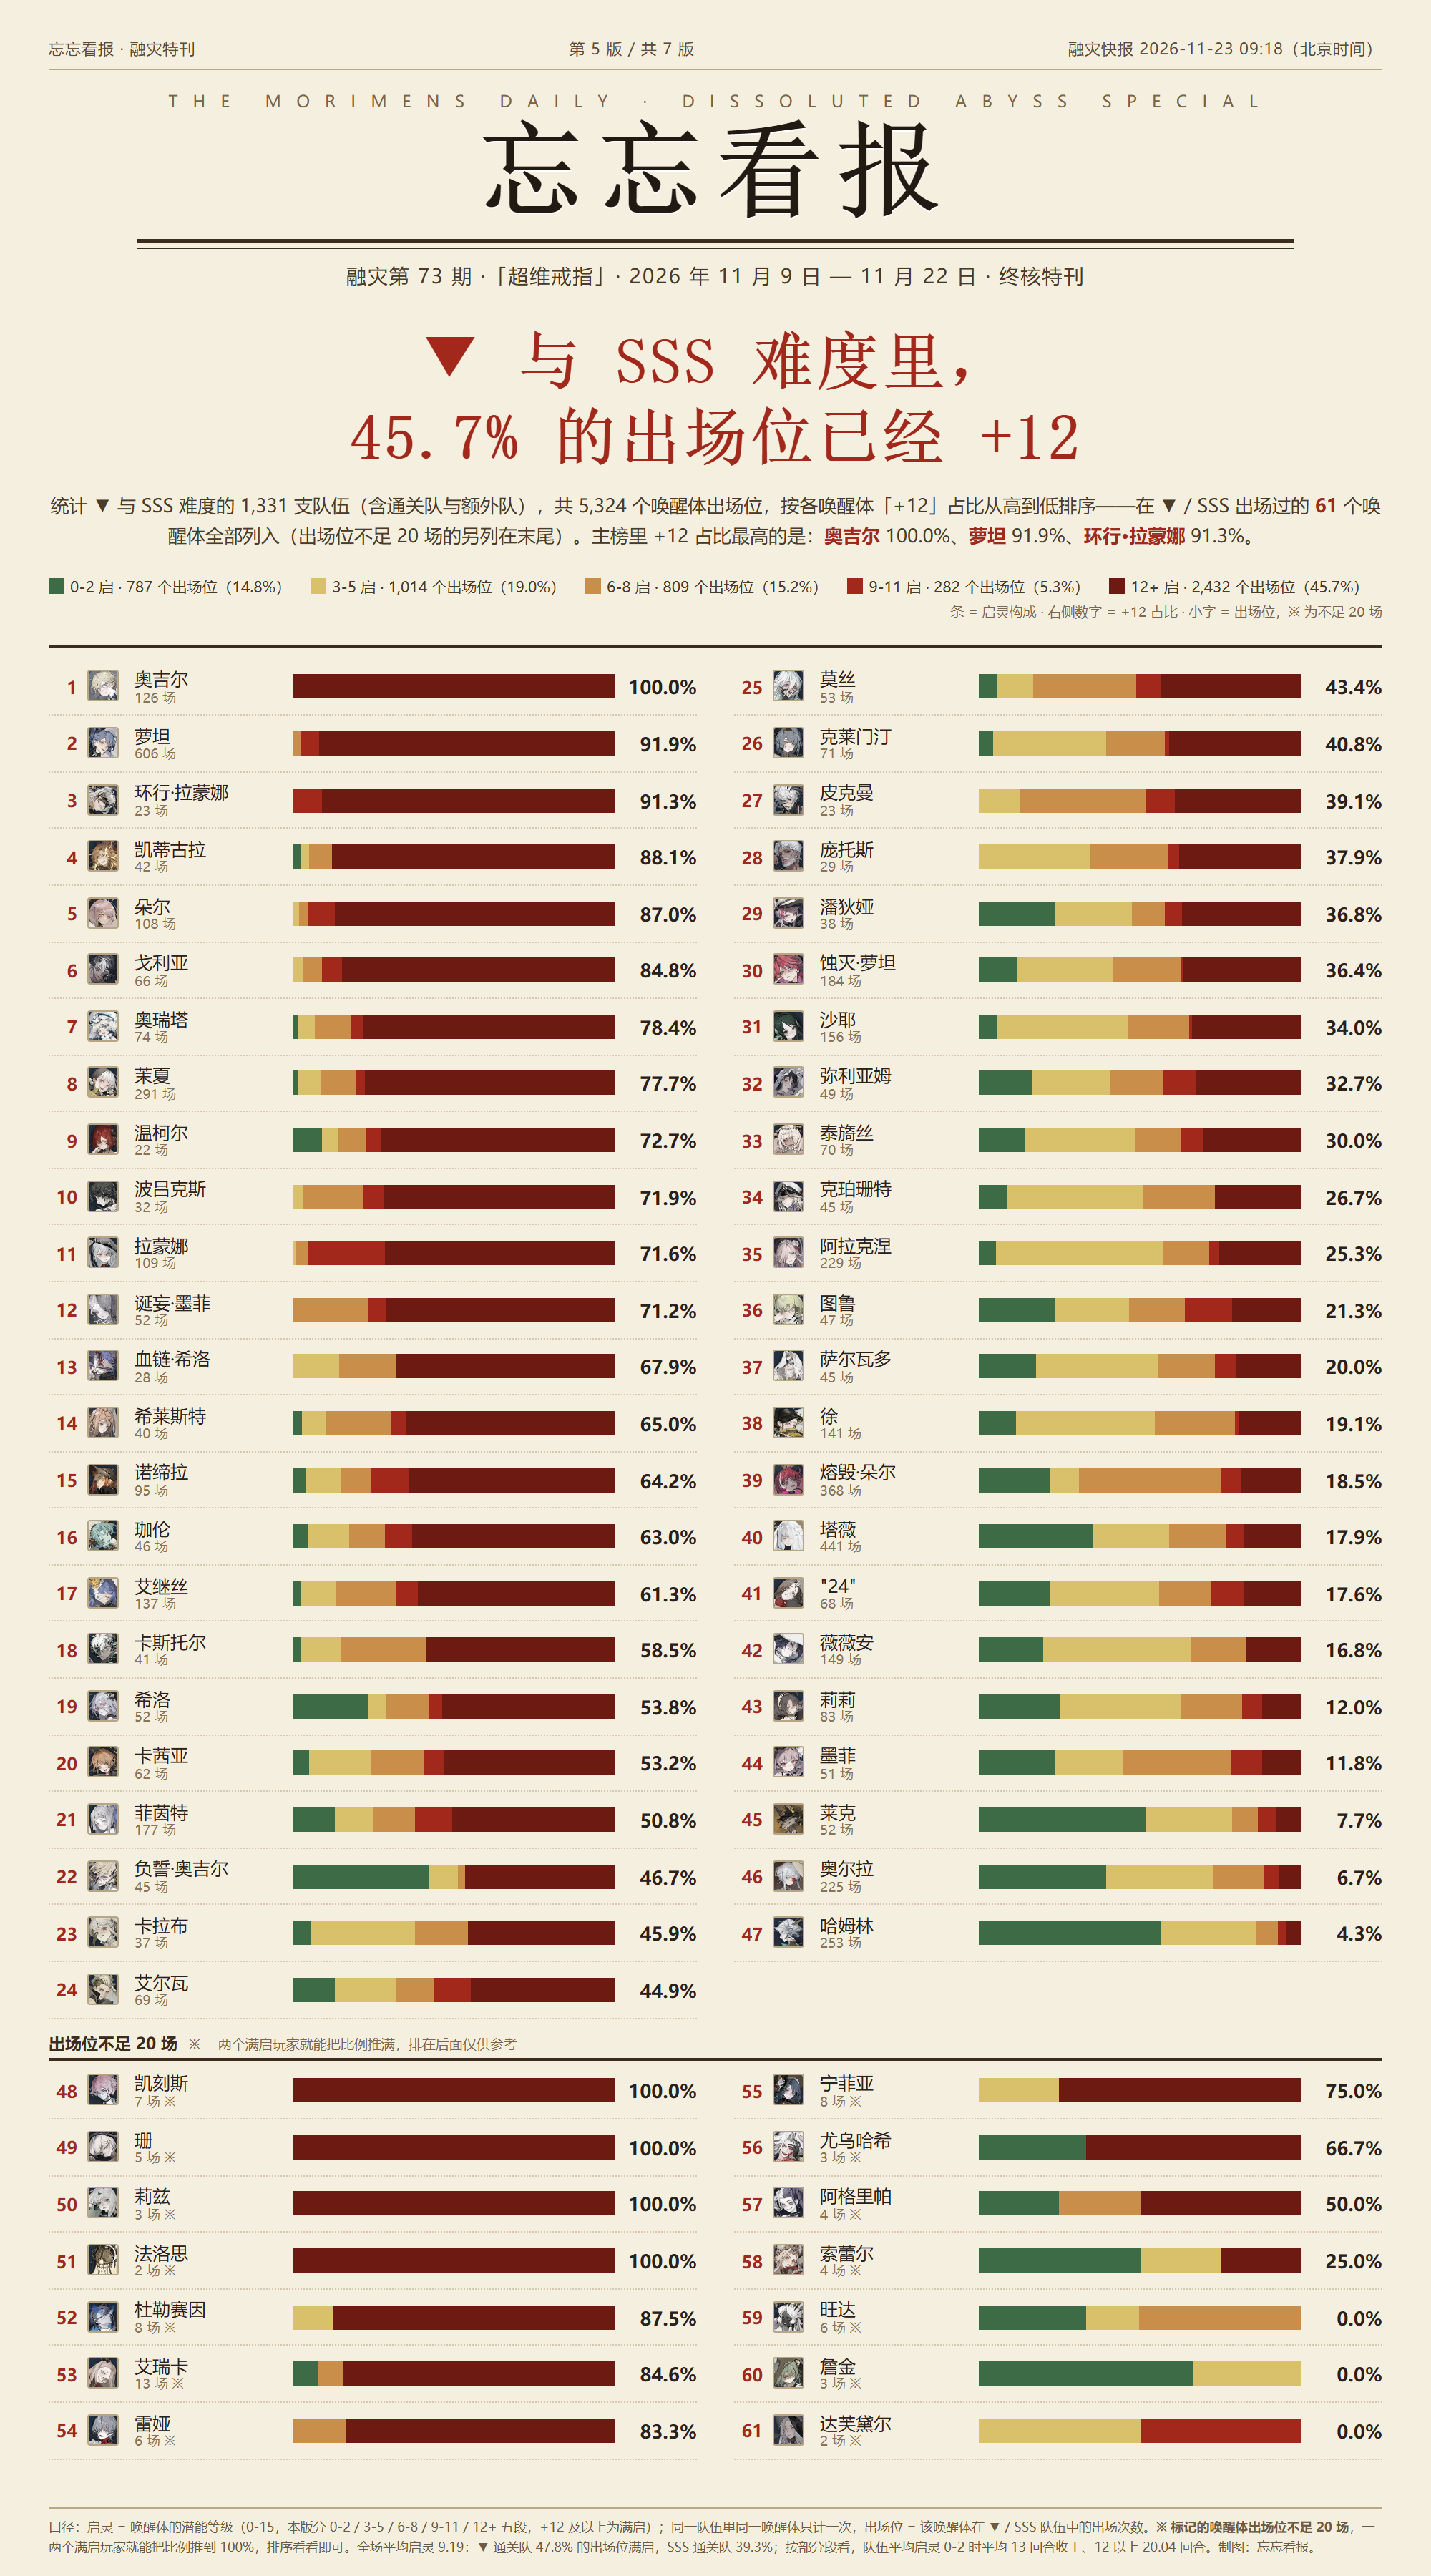 忘忘看报 · 融灾特刊
第 5 版 / 共 7 版
融灾快报 2026-11-23 09:18（北京时间）
THE MORIMENS DAILY · DISSOLUTED ABYSS SPECIAL
忘忘看报
融灾第 73 期 ·「超维戒指」· 2026 年 11 月 9 日 — 11 月 22 日 · 终核特刊
▼ 与 SSS 难度里，
45.7% 的出场位已经 +12
统计 ▼ 与 SSS 难度的 1,331 支队伍（含通关队与额外队），共 5,324 个唤醒体出场位，按各唤醒体「+12」占比从高到低排序——在 ▼ / SSS 出场过的 61 个唤
醒体全部列入（出场位不足 20 场的另列在末尾）。主榜里 +12 占比最高的是：奥吉尔 100.0%、萝坦 91.9%、环行•拉蒙娜 91.3%。
0-2 启 · 787 个出场位（14.8%）
3-5 启 · 1,014 个出场位（19.0%）
6-8 启 · 809 个出场位（15.2%）
9-11 启 · 282 个出场位（5.3%）
12+ 启 · 2,432 个出场位（45.7%）
条 = 启灵构成 · 右侧数字 = +12 占比 · 小字 = 出场位，※ 为不足 20 场
1 奥吉尔 100.0%
126 场
2 萝坦 91.9%
606 场
3 环行·拉蒙娜 91.3%
23 场
4 凯蒂古拉 88.1%
42 场
5 朵尔 87.0%
108 场
6 戈利亚 84.8%
66 场
7 奥瑞塔 78.4%
74 场
8 茉夏 77.7%
291 场
9 温柯尔 72.7%
22 场
10 波吕克斯 71.9%
32 场
11 拉蒙娜 71.6%
109 场
12 诞妄·墨菲 71.2%
52 场
13 血链·希洛 67.9%
28 场
14 希莱斯特 65.0%
40 场
15 诺缔拉 64.2%
95 场
16 珈伦 63.0%
46 场
17 艾继丝 61.3%
137 场
18 卡斯托尔 58.5%
41 场
19 希洛 53.8%
52 场
20 卡茜亚 53.2%
62 场
21 菲茵特 50.8%
177 场
22 负誓·奥吉尔 46.7%
45 场
23 卡拉布 45.9%
37 场
24 艾尔瓦 44.9%
69 场
25 莫丝 43.4%
53 场
26 克莱门汀 40.8%
71 场
27 皮克曼 39.1%
23 场
28 庞托斯 37.9%
29 场
29 潘狄娅 36.8%
38 场
30 蚀灭·萝坦 36.4%
184 场
31 沙耶 34.0%
156 场
32 弥利亚姆 32.7%
49 场
33 泰旖丝 30.0%
70 场
34 克珀珊特 26.7%
45 场
35 阿拉克涅 25.3%
229 场
36 图鲁 21.3%
47 场
37 萨尔瓦多 20.0%
45 场
38 徐 19.1%
141 场
39 熔毁·朵尔 18.5%
368 场
40 塔薇 17.9%
441 场
41 "24" 17.6%
68 场
42 薇薇安 16.8%
149 场
43 莉莉 12.0%
83 场
44 墨菲 11.8%
51 场
45 莱克 7.7%
52 场
46 奥尔拉 6.7%
225 场
47 哈姆林 4.3%
253 场
出场位不足 20 场 ※ 一两个满启玩家就能把比例推满，排在后面仅供参考
48 凯刻斯 100.0%
7 场 ※
49 珊 100.0%
5 场 ※
50 莉兹 100.0%
3 场 ※
51 法洛思 100.0%
2 场 ※
52 杜勒赛因 87.5%
8 场 ※
53 艾瑞卡 84.6%
13 场 ※
54 雷娅 83.3%
6 场 ※
55 宁菲亚 75.0%
8 场 ※
56 尤乌哈希 66.7%
3 场 ※
57 阿格里帕 50.0%
4 场 ※
58 索蕾尔 25.0%
4 场 ※
59 旺达 0.0%
6 场 ※
60 詹金 0.0%
3 场 ※
61 达芙黛尔 0.0%
2 场 ※
口径：启灵 = 唤醒体的潜能等级（0-15，本版分 0-2 / 3-5 / 6-8 / 9-11 / 12+ 五段，+12 及以上为满启）；同一队伍里同一唤醒体只计一次，出场位 = 该唤醒体在 ▼ / SSS 队伍中的出场次数。※ 标记的唤醒体出场位不足 20 场，一
两个满启玩家就能把比例推到 100%，排序看看即可。全场平均启灵 9.19：▼ 通关队 47.8% 的出场位满启，SSS 通关队 39.3%；按部分段看，队伍平均启灵 0-2 时平均 13 回合收工、12 以上 20.04 回合。制图：忘忘看报。